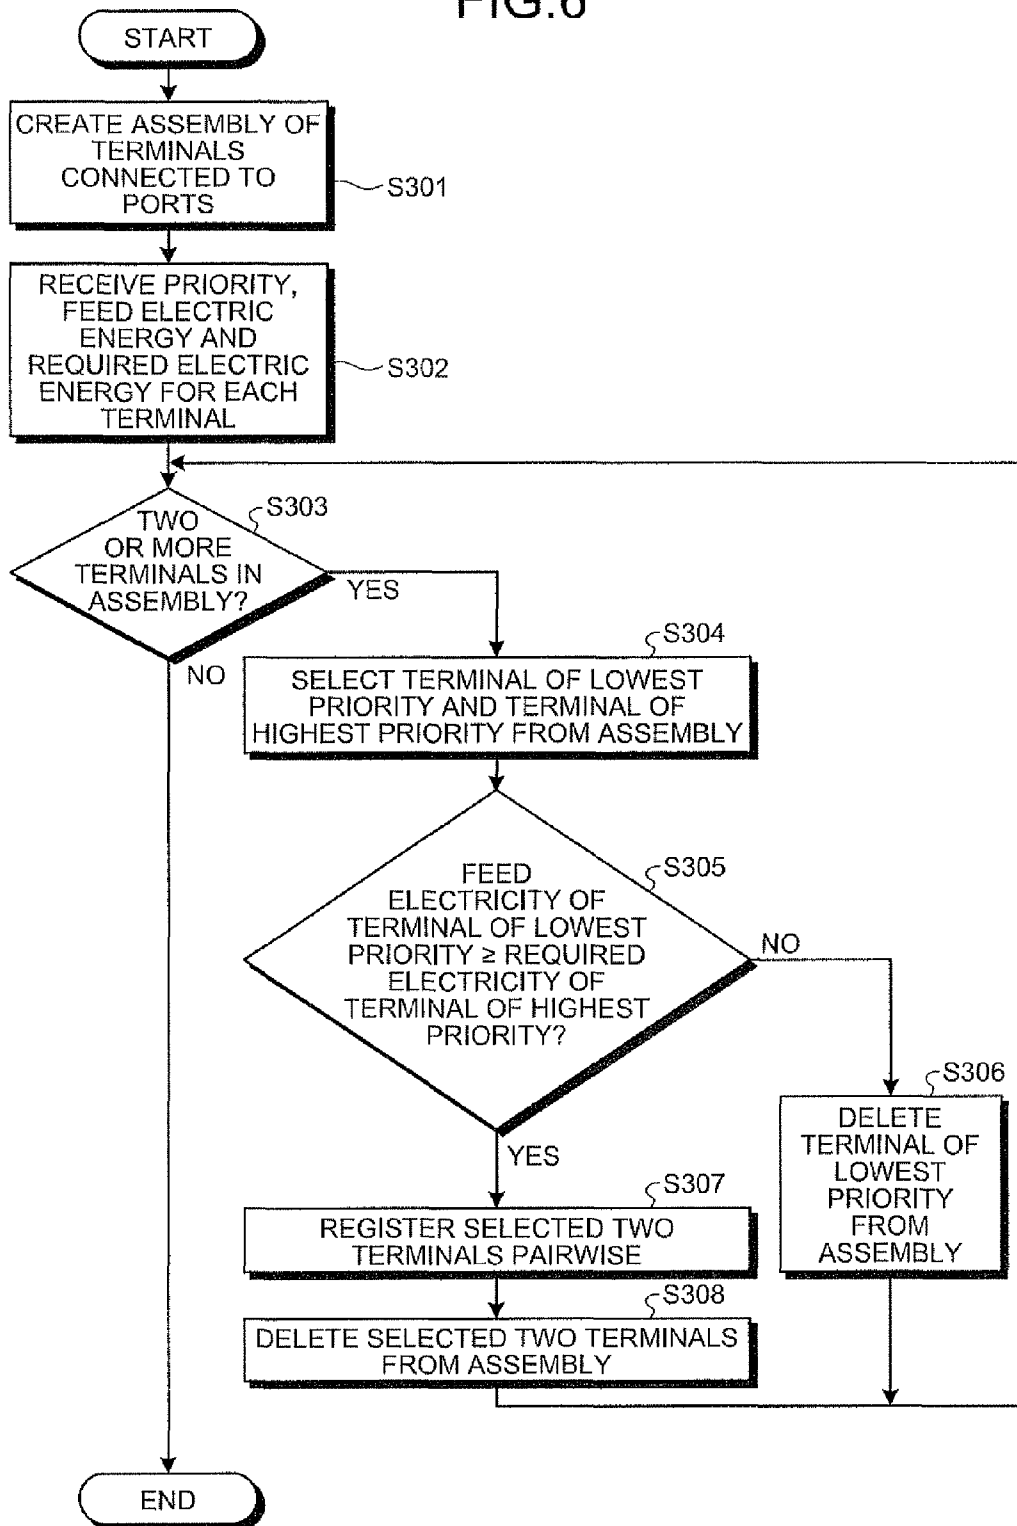 FIG.6
START
CREATE ASSEMBLY OF
TERMINALS
CONNECTED TO
PORTS
S301
RECEIVE PRIORITY,
FEED ELECTRIC
ENERGY AND
REQUIRED ELECTRIC
ENERGY FOR EACH
TERMINAL
S302
S303
TWO
OR MORE
TERMINALS IN
ASSEMBLY?
YES
NO
S304
SELECT TERMINAL OF LOWEST
PRIORITY AND TERMINAL OF
HIGHEST PRIORITY FROM ASSEMBLY
S305
FEED
ELECTRICITY OF
TERMINAL OF LOWEST
PRIORITY ≥ REQUIRED
ELECTRICITY OF
TERMINAL OF HIGHEST
PRIORITY?
NO
YES
S306
DELETE
TERMINAL OF
LOWEST
PRIORITY
FROM
ASSEMBLY
S307
REGISTER SELECTED TWO
TERMINALS PAIRWISE
S308
DELETE SELECTED TWO TERMINALS
FROM ASSEMBLY
END